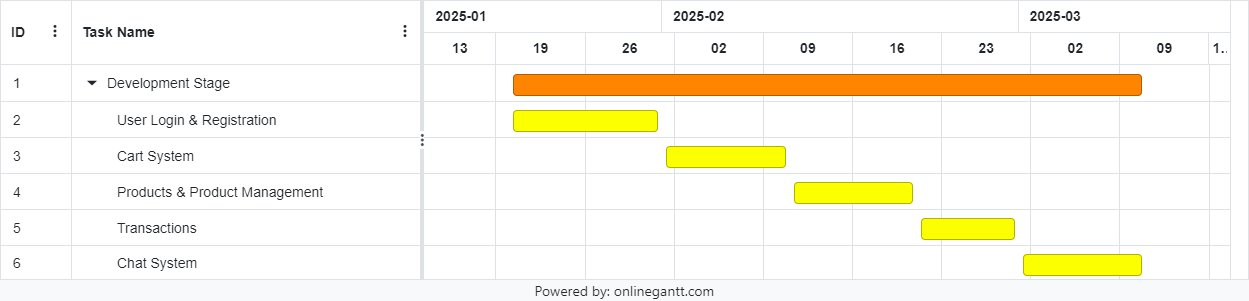 ID Task Name 2025-01 2025-02 2025-03
13 19 26 02 09 16 23 02 09 1..
1 Development Stage
2 User Login & Registration
3 Cart System
4 Products & Product Management
5 Transactions
6 Chat System
Powered by: onlinegantt.com